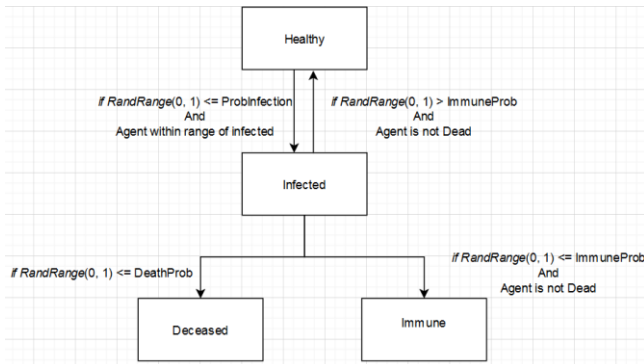 Healthy
if RandRange(0, 1) <= ProbInfection
And
Agent within range of infected
if RandRange(0, 1) > ImmuneProb
And
Agent is not Dead
Infected
if RandRange(0, 1) <= DeathProb
if RandRange(0, 1) <= ImmuneProb
And
Agent is not Dead
Deceased
Immune